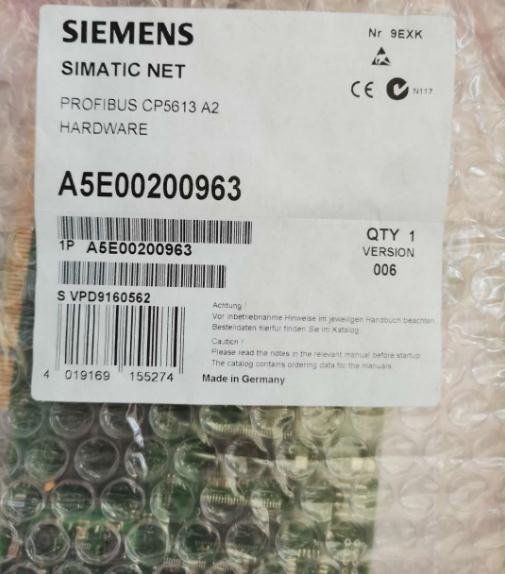 SIEMENS
Nr 9EXK
SIMATIC NET
CE N117
PROFIBUS CP5613 A2
HARDWARE
A5E00200963
1P A5E00200963
QTY 1
VERSION
006
S VPD9160562
Achtung !
Vor Inbetriebnahme Hinweise im jeweiligen Handbuch beachten.
Bestelldaten hierfür finden Sie im Katalog.
Caution !
Please read the notes in the relevant manual before startup.
The catalog contains ordering data for the manuals.
4 019169 155274
Made in Germany